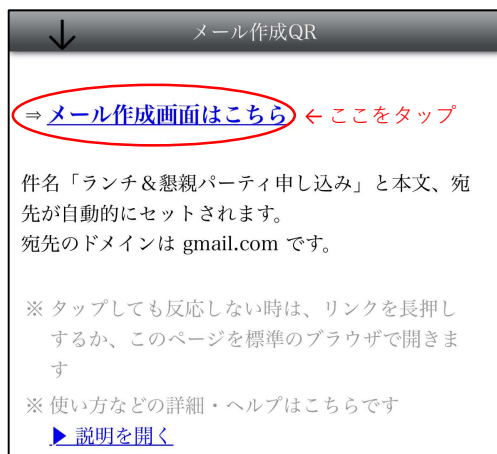 ↓ メール作成QR
⇒ メール作成画面はこちら ← ここをタップ
件名「ランチ＆懇親パーティ申し込み」と本文、宛
先が自動的にセットされます。
宛先のドメインは gmail.com です。
※ タップしても反応しない時は、リンクを長押し
するか、このページを標準のブラウザで開きま
す
※ 使い方などの詳細・ヘルプはこちらです
▶ 説明を開く